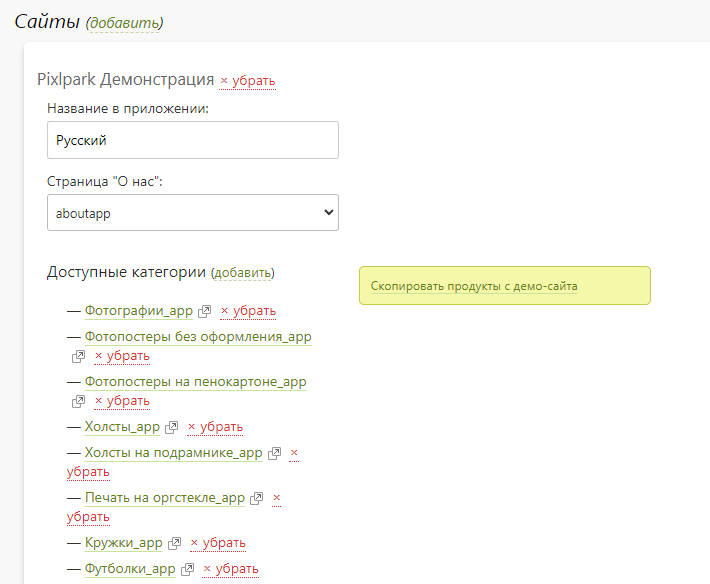 Сайты (добавить)
Pixlpark Демонстрация × убрать
Название в приложении:
Русский
Страница "О нас":
aboutapp
Доступные категории (добавить)
Скопировать продукты с демо-сайта
— Фотографии_app × убрать
— Фотопостеры без оформления_app
× убрать
— Фотопостеры на пенокартоне_app
× убрать
— Холсты_app × убрать
— Холсты на подрамнике_app ×
убрать
— Печать на оргстекле_app ×
убрать
— Кружки_app × убрать
— Футболки_app × убрать